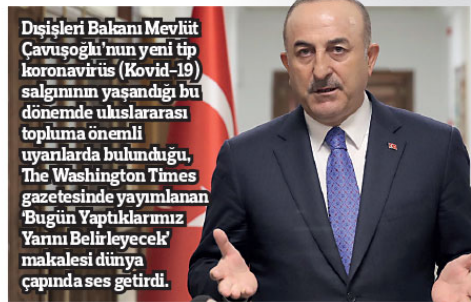 Dışişleri Bakanı Mevlüt
Çavuşoğlu'nun yeni tip
koronavirüs (Kovid-19)
salgınının yaşandığı bu
dönemde uluslararası
topluma önemli
uyarılarda bulunduğu,
The Washington Times
gazetesinde yayımlanan
'Bugün Yaptıklarımız
Yarını Belirleyecek'
makalesi dünya
çapında ses getirdi.